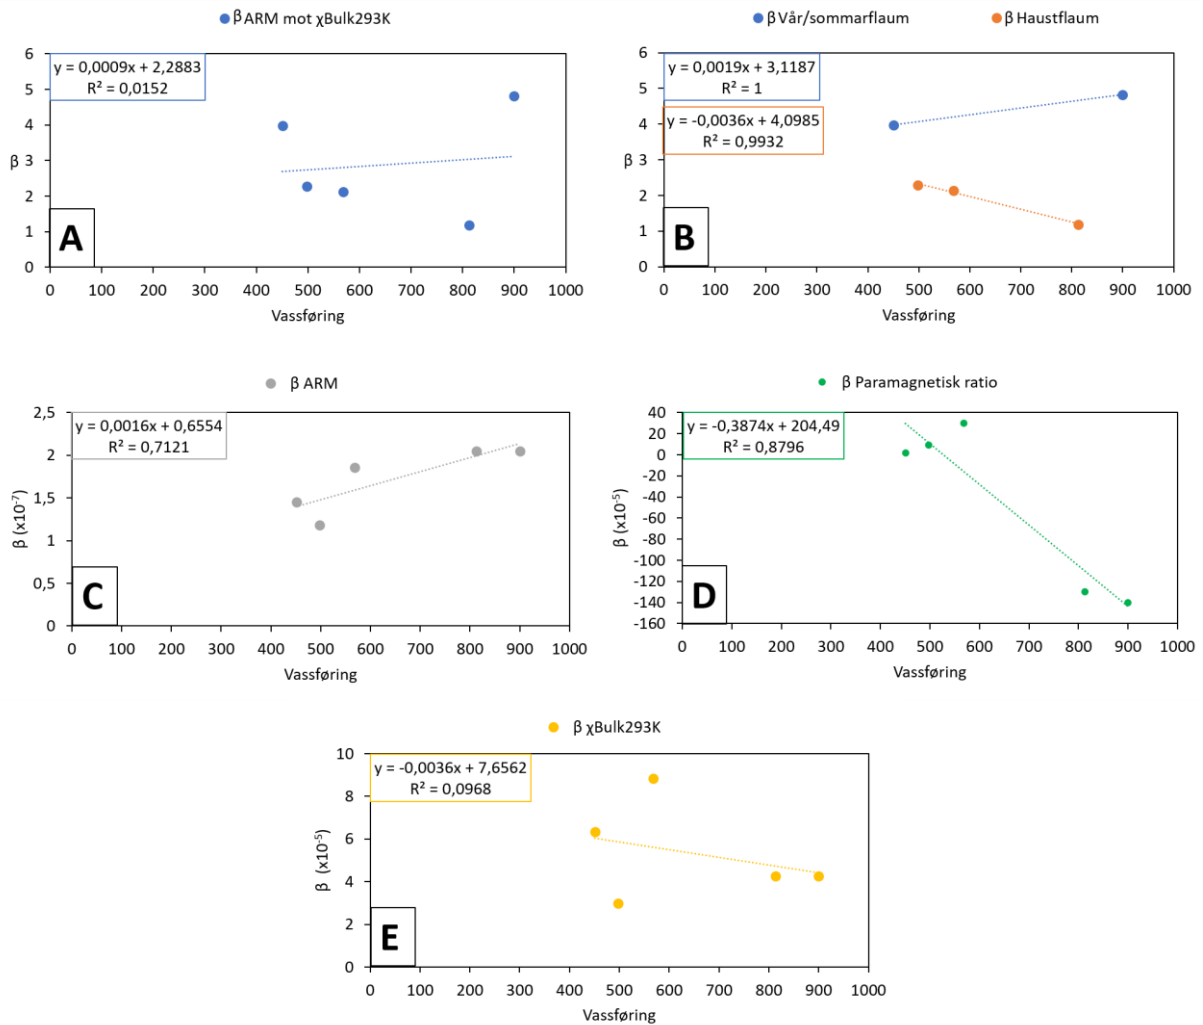 β ARM mot χBulk293K
y = 0,0009x + 2,2883
R² = 0,0152
6
5
4
3
2
1
0
β
A
0 100 200 300 400 500 600 700 800 900 1000
Vassføring
β Vår/sommarflaum β Haustflaum
y = 0,0019x + 3,1187
R² = 1
y = -0,0036x + 4,0985
R² = 0,9932
6
5
4
3
2
1
0
β
B
0 100 200 300 400 500 600 700 800 900 1000
Vassføring
β ARM
y = 0,0016x + 0,6554
R² = 0,7121
2,5
2
1,5
1
0,5
0
β (x10⁻⁷)
C
0 100 200 300 400 500 600 700 800 900 1000
Vassføring
β Paramagnetisk ratio
y = -0,3874x + 204,49
R² = 0,8796
40
20
0
-20
-40
-60
-80
-100
-120
-140
-160
β (x10⁻⁵)
D
0 100 200 300 400 500 600 700 800 900 1000
Vassføring
β χBulk293K
y = -0,0036x + 7,6562
R² = 0,0968
10
8
6
4
2
0
β (x10⁻⁵)
E
0 100 200 300 400 500 600 700 800 900 1000
Vassføring